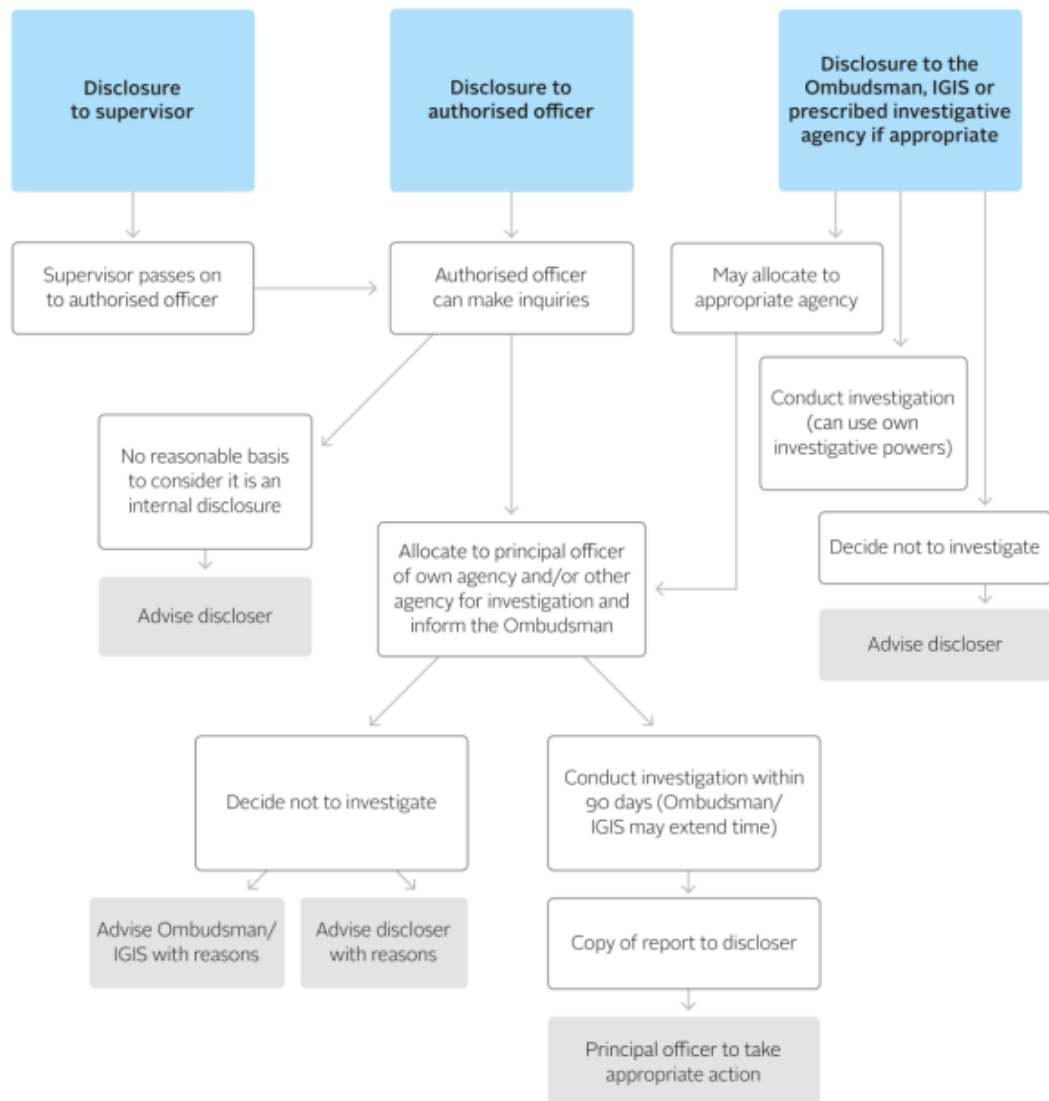 Disclosure
to supervisor
Disclosure to
authorised officer
Disclosure to the
Ombudsman, IGIS or
prescribed investigative
agency if appropriate
Supervisor passes on
to authorised officer
Authorised officer
can make inquiries
May allocate to
appropriate agency
Conduct investigation
(can use own
investigative powers)
No reasonable basis
to consider it is an
internal disclosure
Allocate to principal officer
of own agency and/or other
agency for investigation and
inform the Ombudsman
Decide not to investigate
Advise discloser
Advise discloser
Decide not to investigate
Conduct investigation within
90 days (Ombudsman/
IGIS may extend time)
Advise Ombudsman/
IGIS with reasons
Advise discloser
with reasons
Copy of report to discloser
Principal officer to take
appropriate action